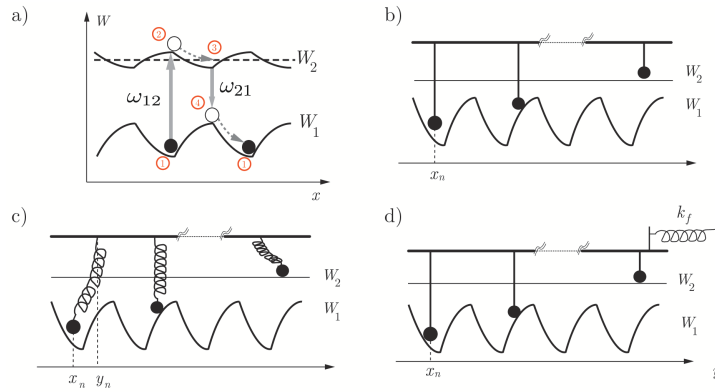 a)
W
②
③
W₂
ω₁₂
ω₂₁
④
W₁
①
①
x
b)
W₂
W₁
xₙ
c)
W₂
W₁
xₙ
yₙ
d)
k_f
W₂
W₁
xₙ